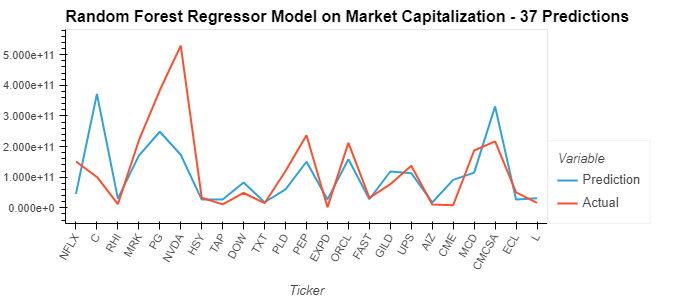 Random Forest Regressor Model on Market Capitalization - 37 Predictions
5.000e+11
4.000e+11
3.000e+11
2.000e+11
1.000e+11
0.000e+0
NFLX
C
RHI
MRK
PG
NVDA
HSY
TAP
DOW
TXT
PLD
PEP
EXPD
ORCL
FAST
GILD
UPS
AIZ
CME
MCD
CMCSA
ECL
L
Ticker
Variable
Prediction
Actual